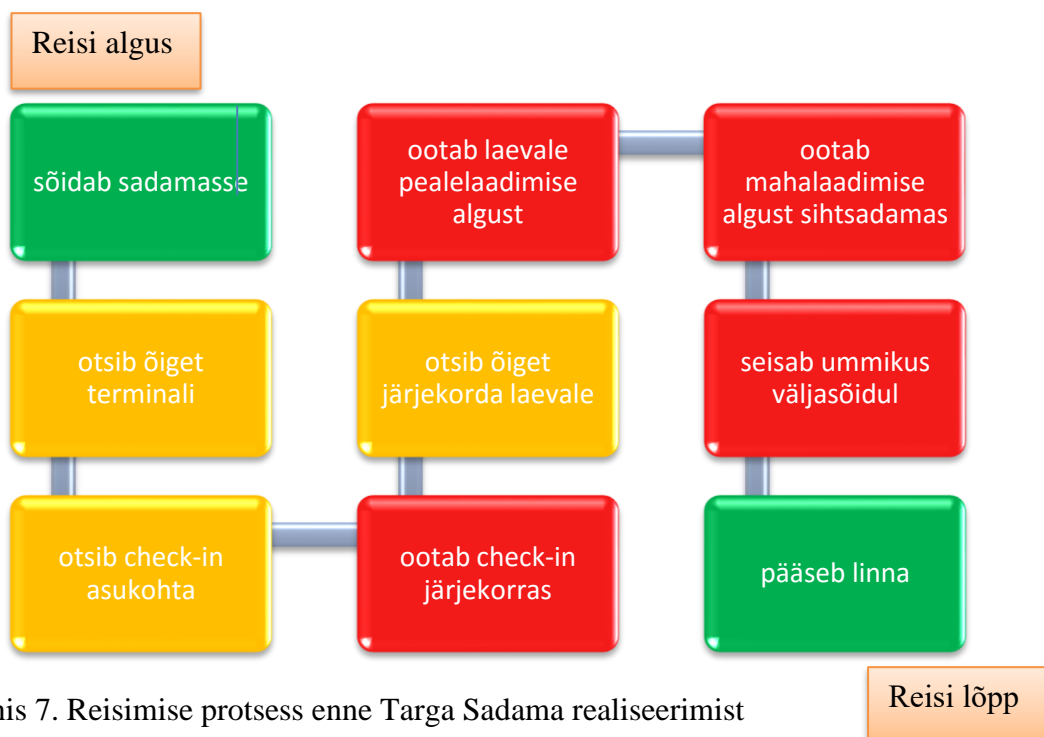 Reisi algus
sõidab sadamasse
otsib õiget
terminali
otsib check-in
asukohta
ootab check-in
järjekorras
otsib õiget
järjekorda laevale
ootab laevale
pealelaadimise
algust
ootab
mahalaadimise
algust sihtsadamas
seisab ummikus
väljasõidul
pääseb linna
Reisi lõpp
nis 7. Reisimise protsess enne Targa Sadama realiseerimist